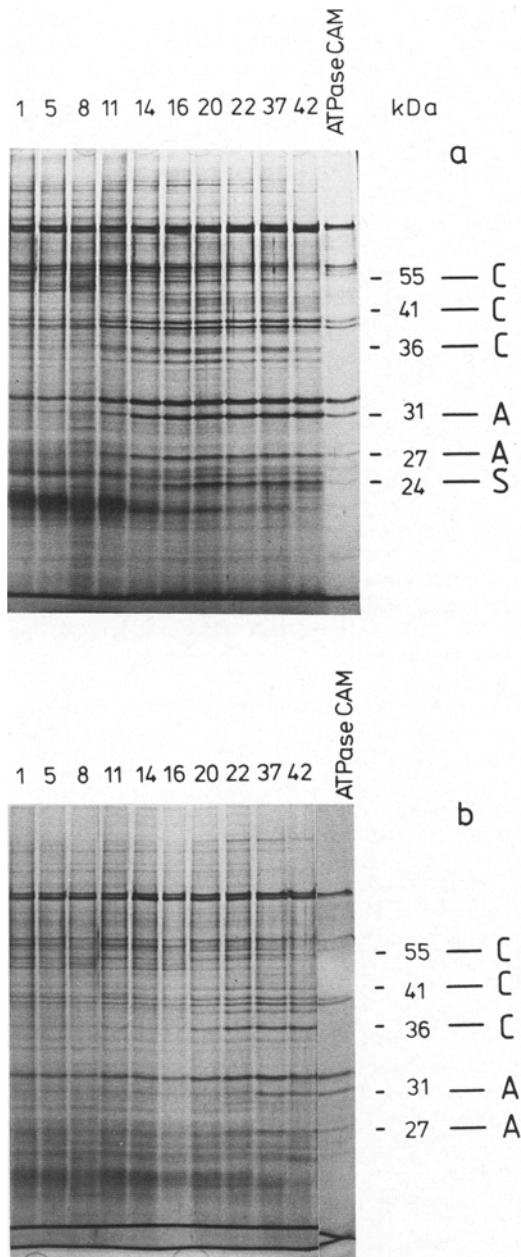 1 5 8 11 14 16 20 22 37 42 ATPase CAM kDa
a
- 55 — C
- 41 — C
- 36 — C
- 31 — A
- 27 — A
- 24 — S
1 5 8 11 14 16 20 22 37 42 ATPase CAM
b
- 55 — C
- 41 — C
- 36 — C
- 31 — A
- 27 — A